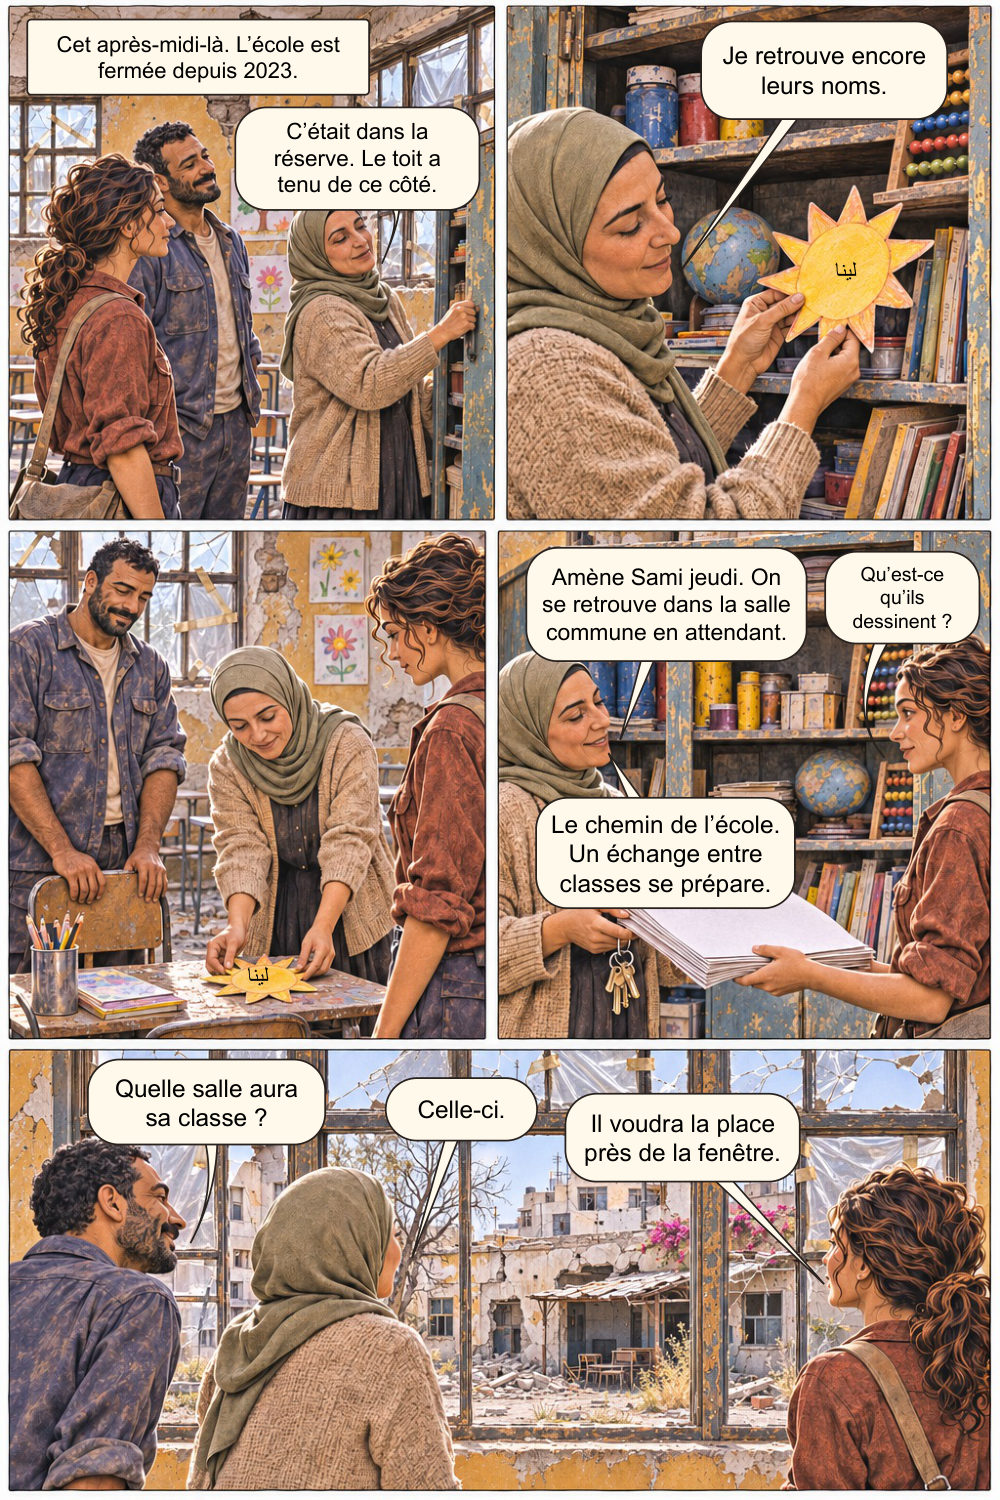 Cet après-midi-là. L’école est
fermée depuis 2023.
C’était dans la
réserve. Le toit a
tenu de ce côté.
Je retrouve encore
leurs noms.
لينا
لينا
Amène Sami jeudi. On
se retrouve dans la salle
commune en attendant.
Qu’est-ce
qu’ils
dessinent ?
Le chemin de l’école.
Un échange entre
classes se prépare.
Quelle salle aura
sa classe ?
Celle-ci.
Il voudra la place
près de la fenêtre.